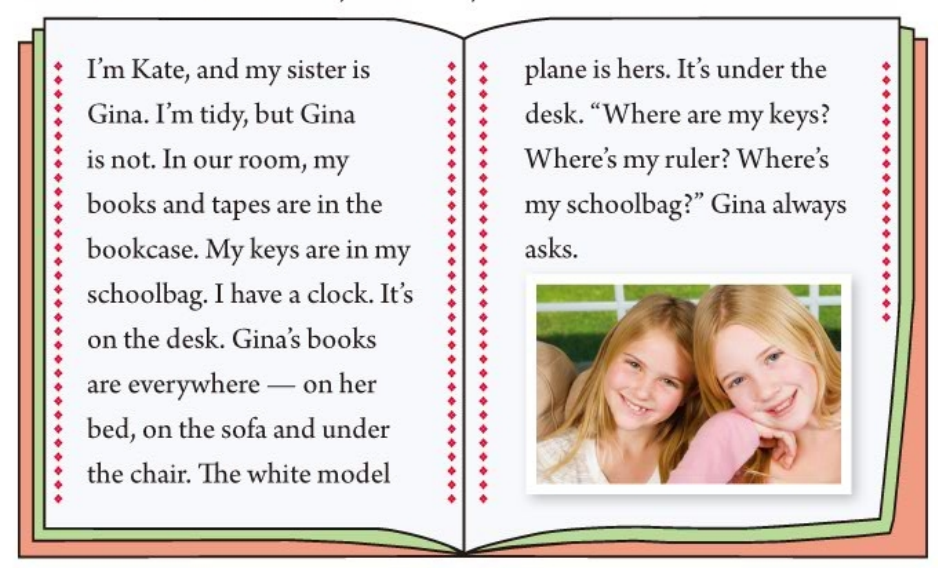 I'm Kate, and my sister is
Gina. I'm tidy, but Gina
is not. In our room, my
books and tapes are in the
bookcase. My keys are in my
schoolbag. I have a clock. It's
on the desk. Gina's books
are everywhere — on her
bed, on the sofa and under
the chair. The white model
plane is hers. It's under the
desk. “Where are my keys?
Where's my ruler? Where's
my schoolbag?” Gina always
asks.